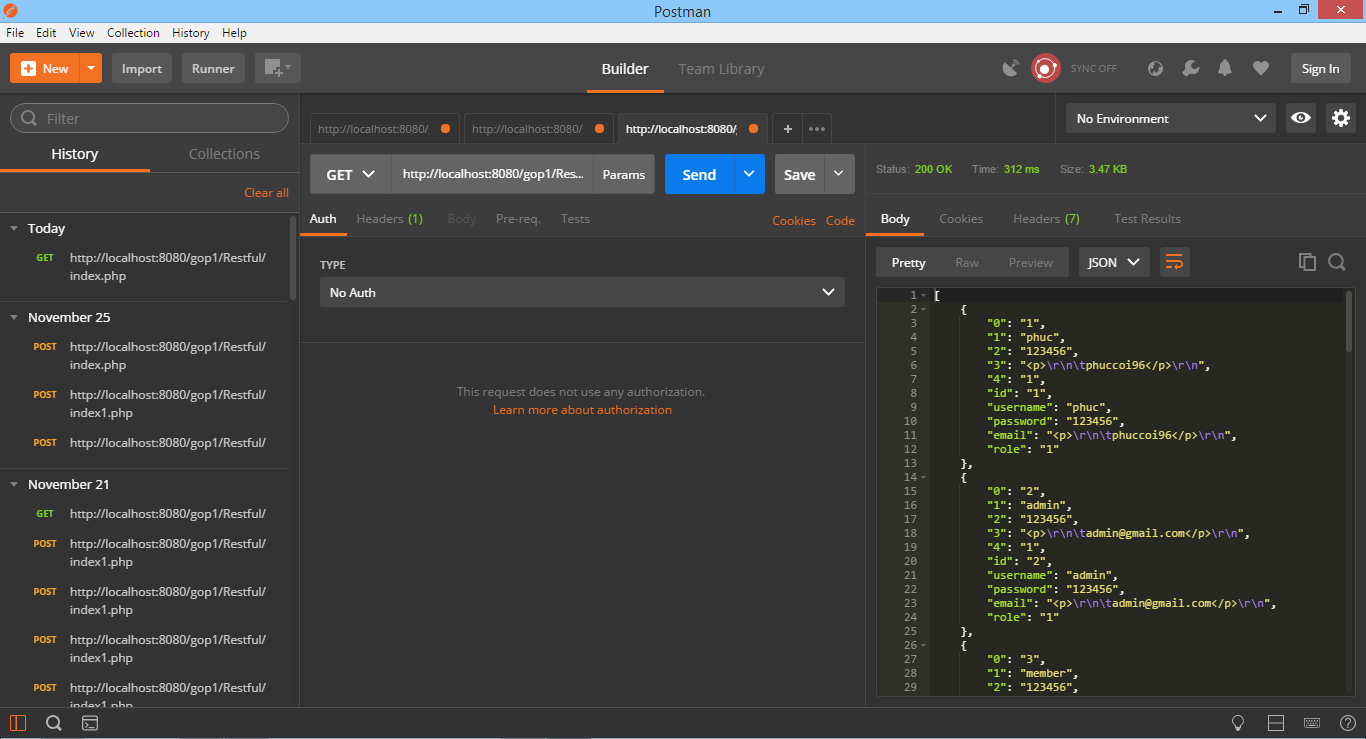 Postman
File Edit View Collection History Help
New Import Runner Builder Team Library SYNC OFF Sign In
Filter
History Collections
Clear all
Today
GET http://localhost:8080/gop1/Restful/
index.php
November 25
POST http://localhost:8080/gop1/Restful/
index.php
POST http://localhost:8080/gop1/Restful/
index1.php
POST http://localhost:8080/gop1/Restful/
November 21
GET http://localhost:8080/gop1/Restful/
POST http://localhost:8080/gop1/Restful/
index1.php
POST http://localhost:8080/gop1/Restful/
index1.php
POST http://localhost:8080/gop1/Restful/
index1.php
POST http://localhost:8080/gop1/Restful/
index1.php
http://localhost:8080/ http://localhost:8080/ http://localhost:8080/
No Environment
GET http://localhost:8080/gop1/Res... Params Send Save
Auth Headers (1) Body Pre-req. Tests Cookies Code
TYPE
No Auth
This request does not use any authorization.
Learn more about authorization
Status: 200 OK Time: 312 ms Size: 3.47 KB
Body Cookies Headers (7) Test Results
Pretty Raw Preview JSON
1 [
2 {
3 "0": "1",
4 "1": "phuc",
5 "2": "123456",
6 "3": "<p>\r\n\tphuccoi96</p>\r\n",
7 "4": "1",
8 "id": "1",
9 "username": "phuc",
10 "password": "123456",
11 "email": "<p>\r\n\tphuccoi96</p>\r\n",
12 "role": "1"
13 },
14 {
15 "0": "2",
16 "1": "admin",
17 "2": "123456",
18 "3": "<p>\r\n\tadmin@gmail.com</p>\r\n",
19 "4": "1",
20 "id": "2",
21 "username": "admin",
22 "password": "123456",
23 "email": "<p>\r\n\tadmin@gmail.com</p>\r\n",
24 "role": "1"
25 },
26 {
27 "0": "3",
28 "1": "member",
29 "2": "123456",